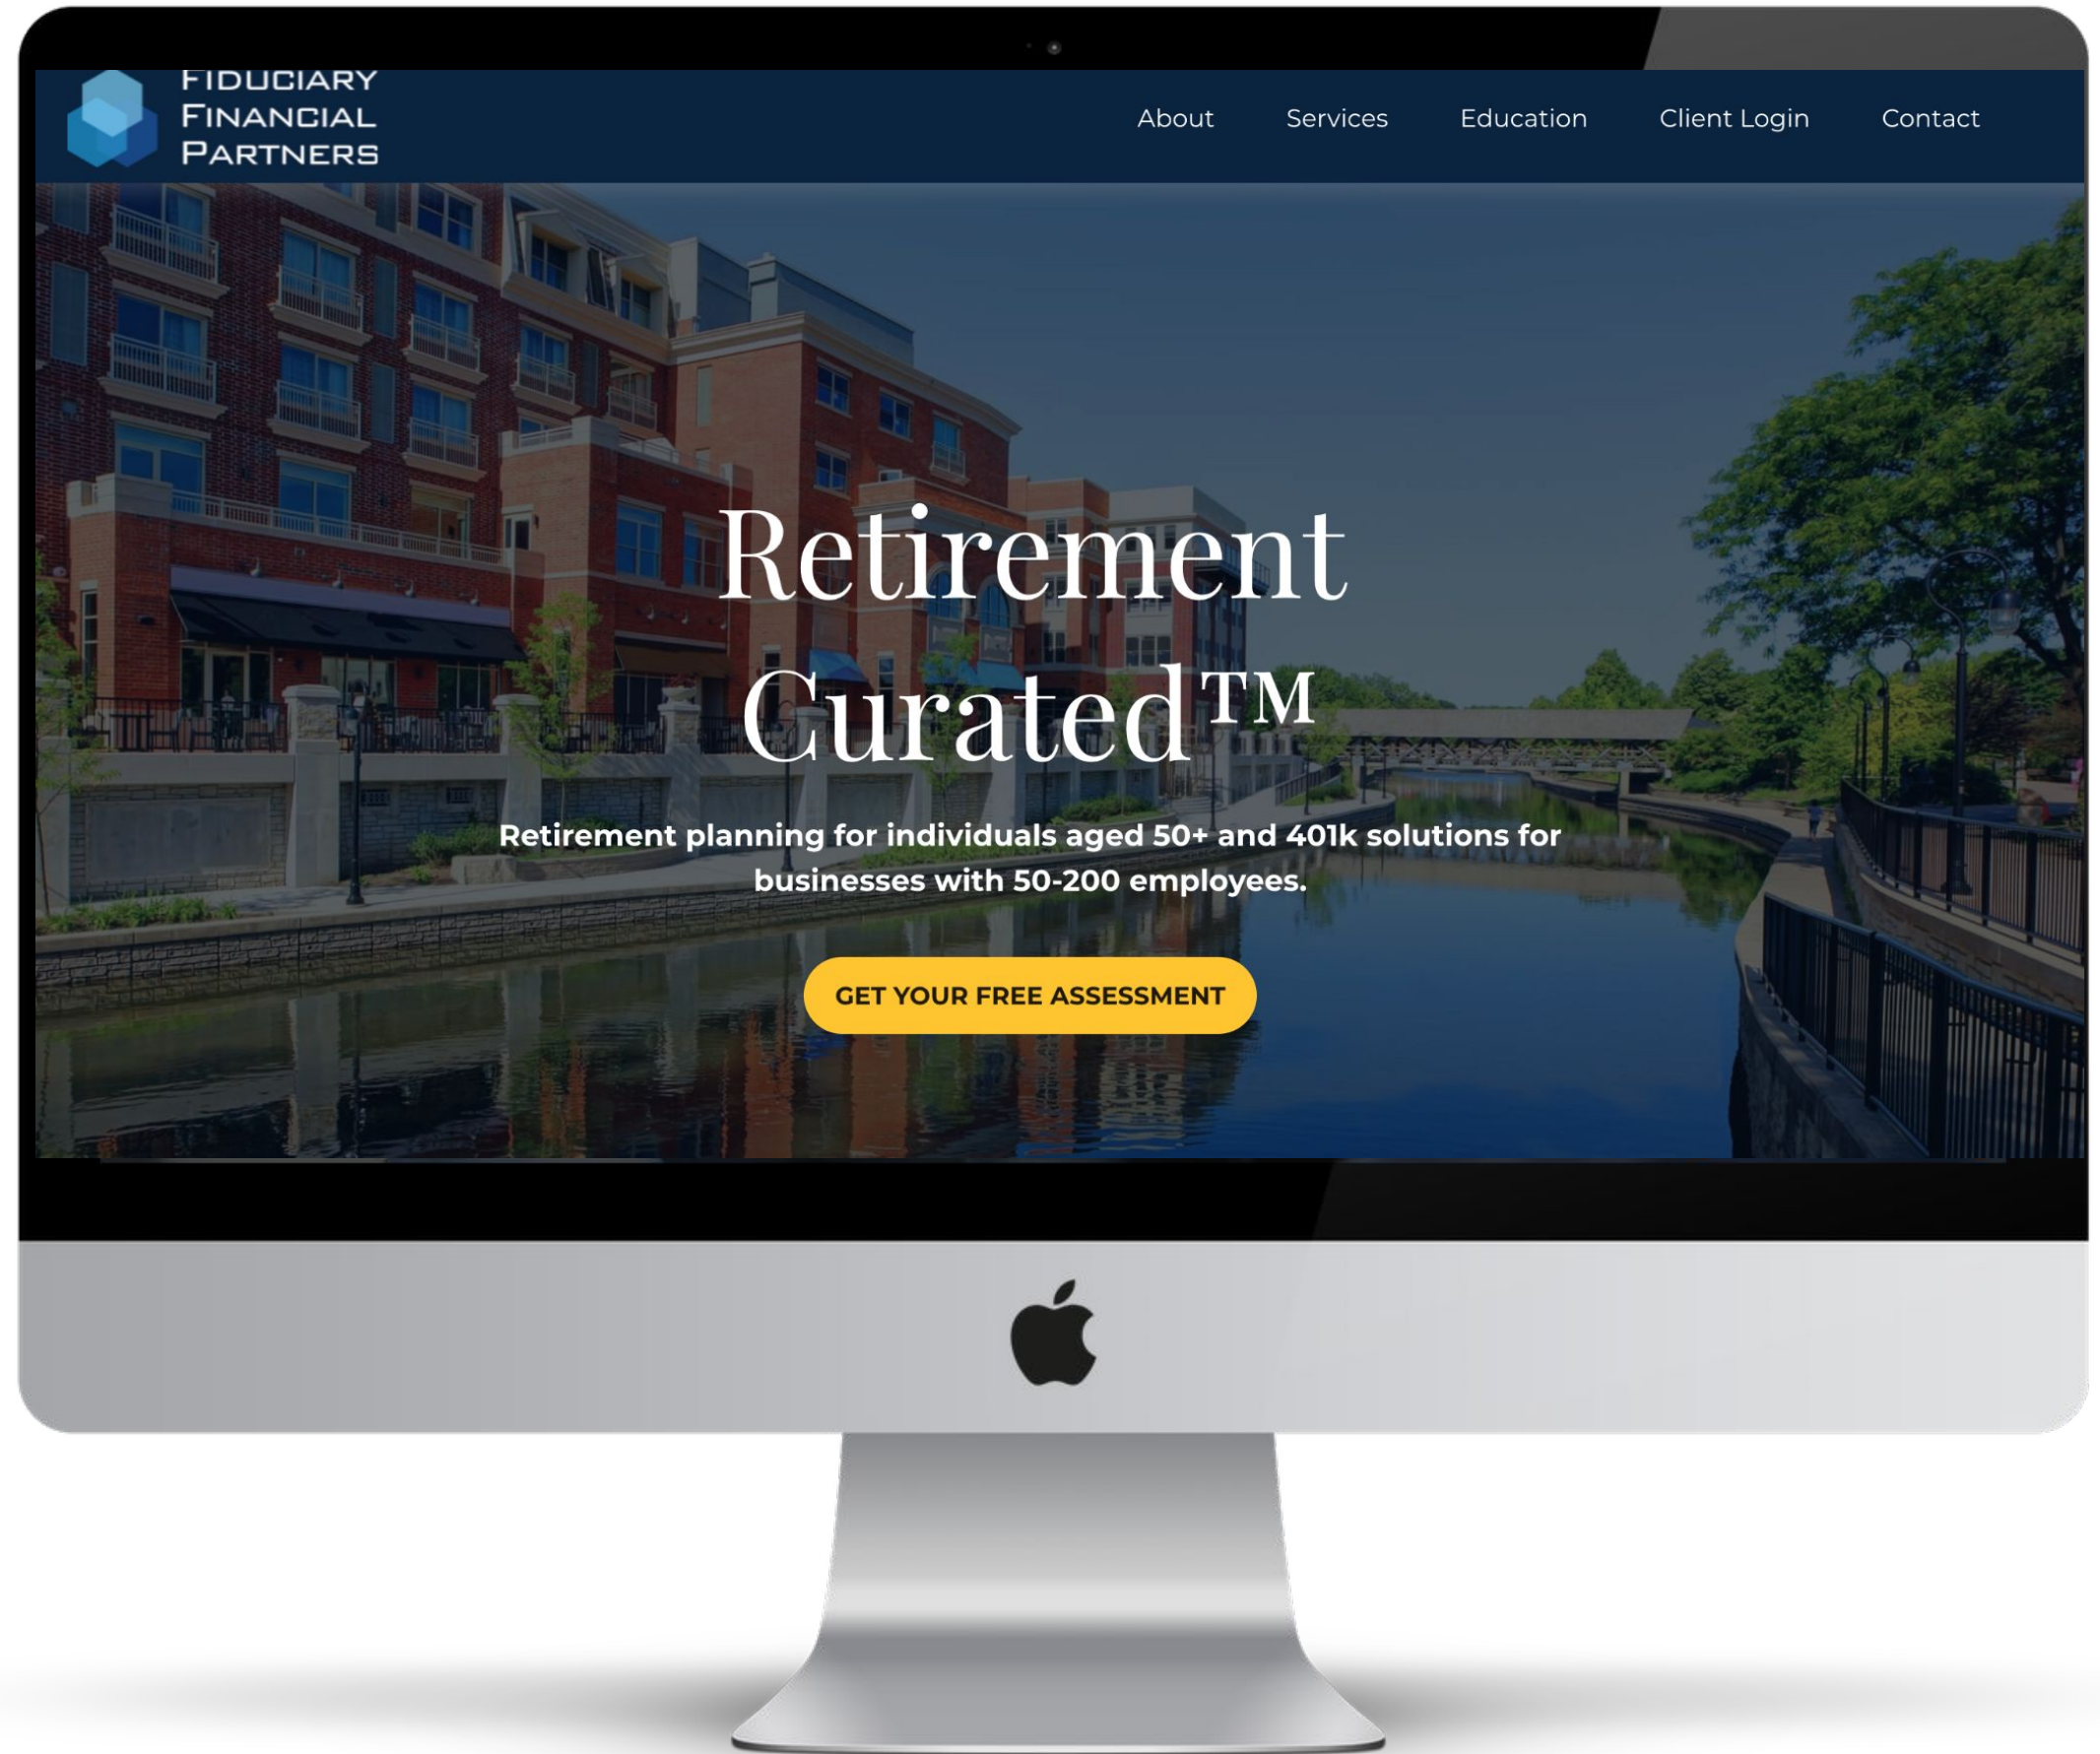 FIDUCIARY
FINANCIAL
PARTNERS
About Services Education Client Login Contact
Retirement
Curated™
Retirement planning for individuals aged 50+ and 401k solutions for
businesses with 50-200 employees.
GET YOUR FREE ASSESSMENT